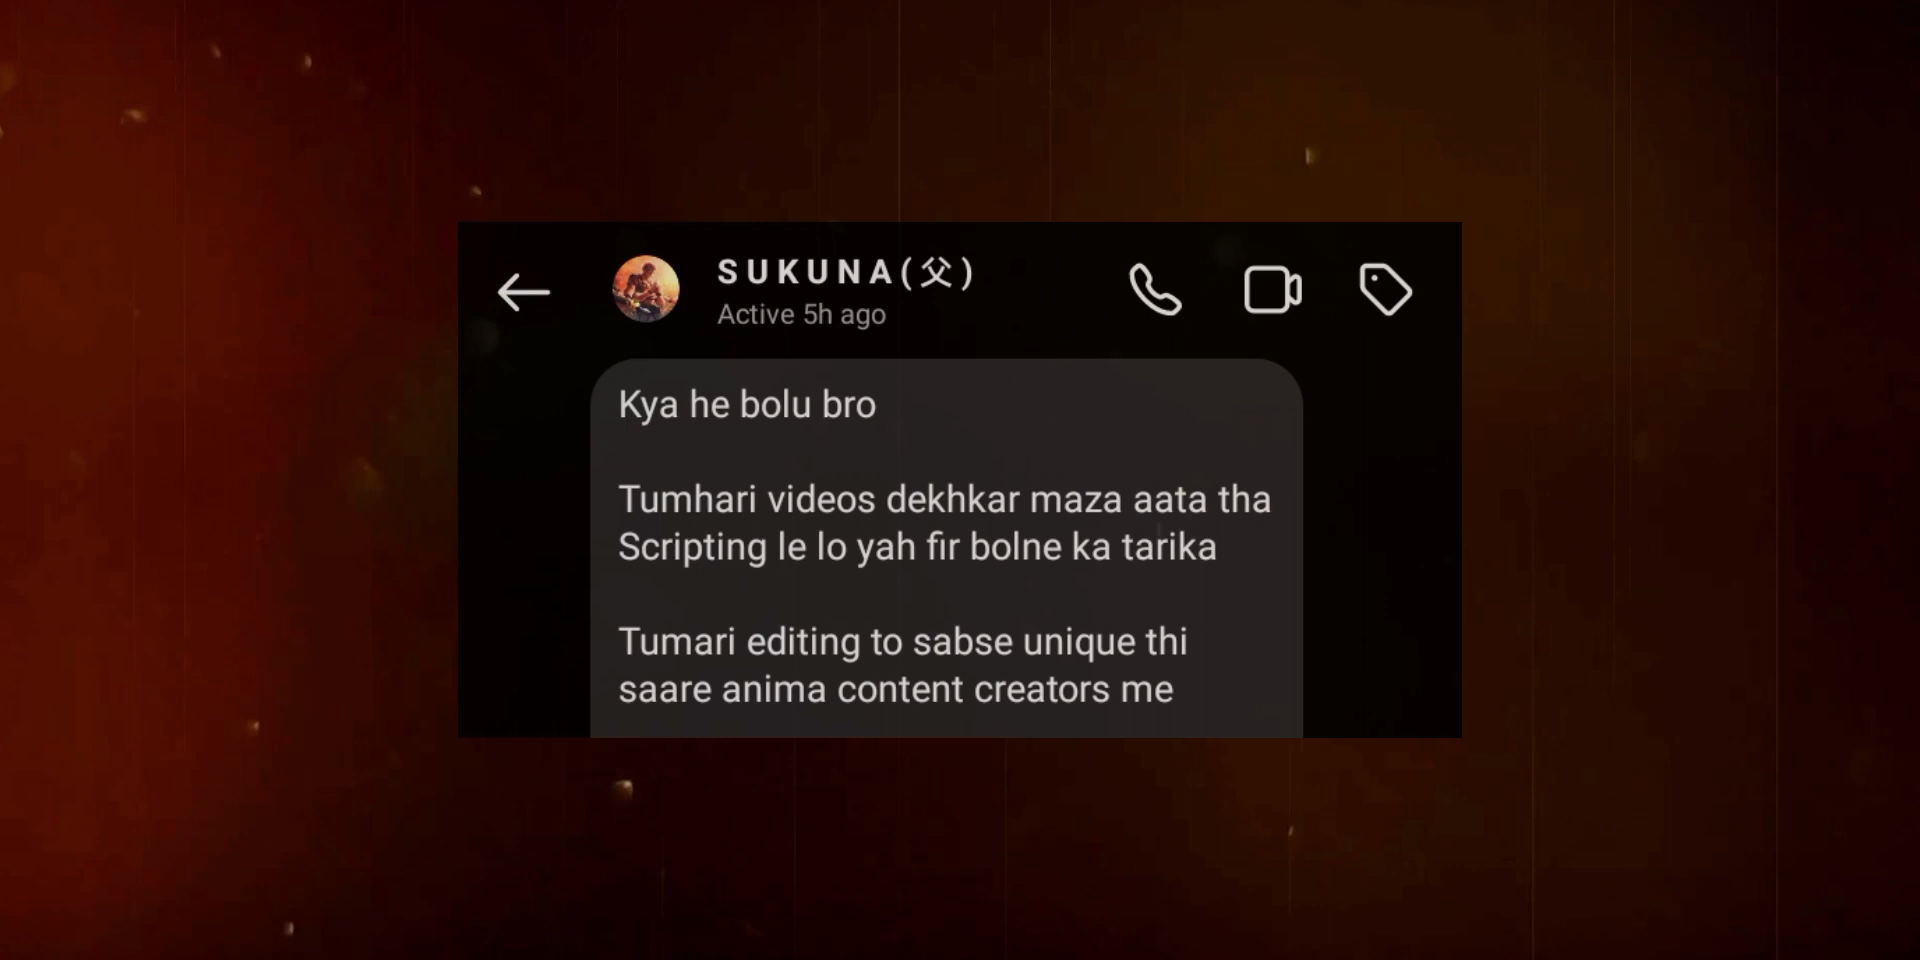 SUKUNA(父)
Active 5h ago
Kya he bolu bro
Tumhari videos dekhkar maza aata tha
Scripting le lo yah fir bolne ka tarika
Tumari editing to sabse unique thi
saare anima content creators me